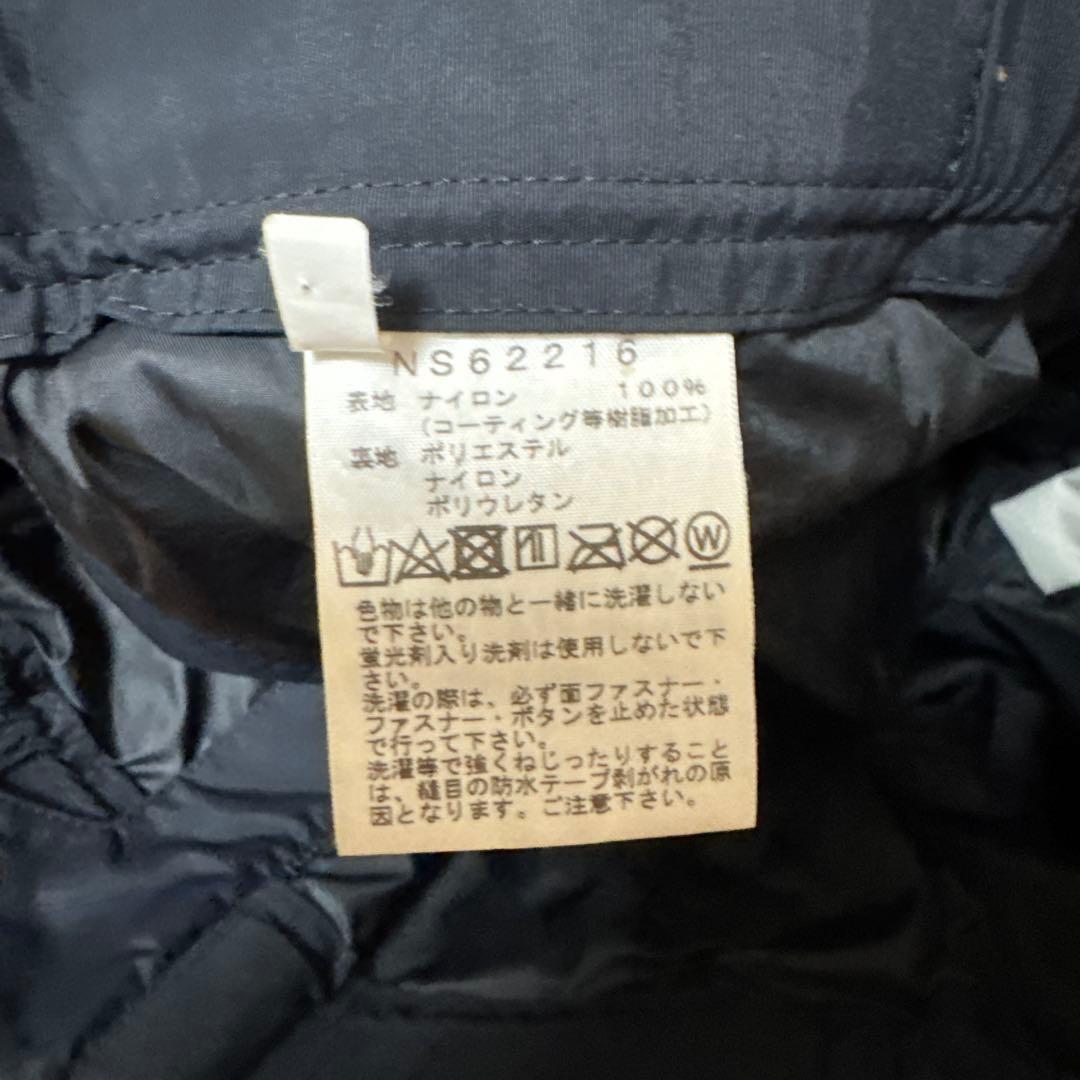 NS62216
表地 ナイロン 100%
(コーティング等樹脂加工)
裏地 ポリエステル
ナイロン
ポリウレタン
W
色物は他の物と一緒に洗濯しない
で下さい。
蛍光剤入り洗剤は使用しないで下
さい。
洗濯の際は、必ず面ファスナー・
ファスナー・ボタンを止めた状態
で行って下さい。
洗濯等で強くねじったりすること
は、縫目の防水テープ剥がれの原
因となります。ご注意下さい。